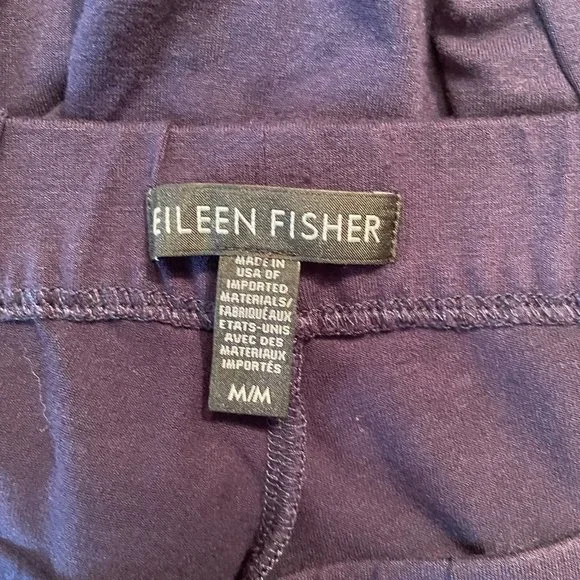 EILEEN FISHER
MADE IN
USA OF
IMPORTED
MATERIALS/
FABRIQUÉ AUX
ETATS-UNIS
AVEC DES
MATERIAUX
IMPORTÉS
M/M